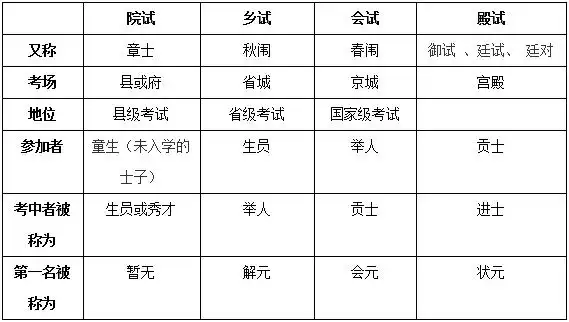 院试 乡试 会试 殿试
又称 章士 秋闱 春闱 御试 、廷试、 廷对
考场 县或府 省城 京城 宫殿
地位 县级考试 省级考试 国家级考试
参加者 童生（未入学的士子） 生员 举人 贡士
考中者被称为 生员或秀才 举人 贡士 进士
第一名被称为 暂无 解元 会元 状元